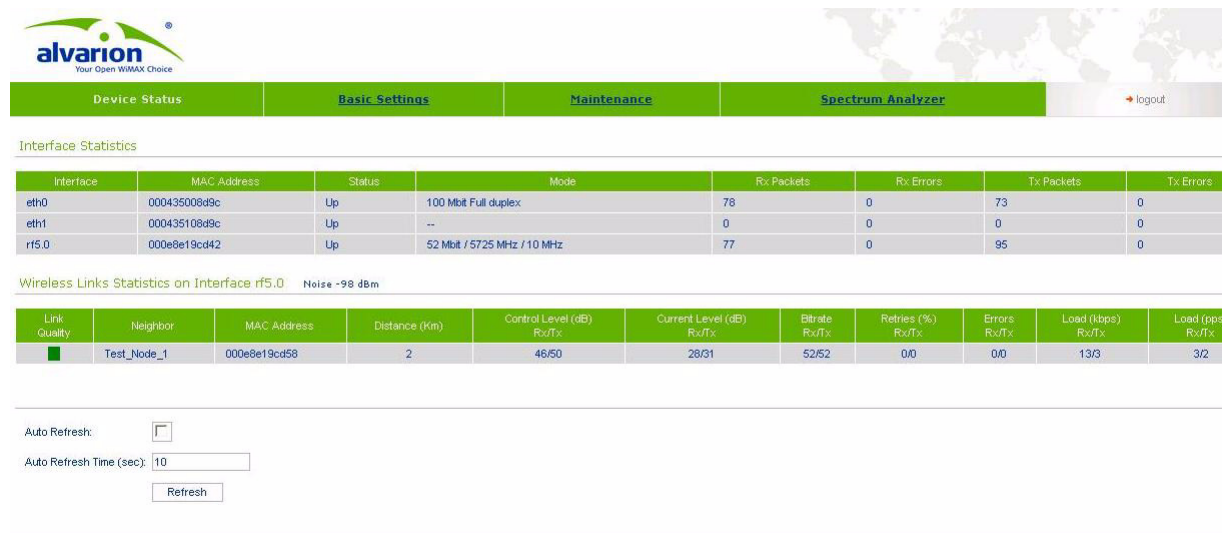 alvarion ®
Your Open WiMAX Choice
Device Status Basic Settings Maintenance Spectrum Analyzer logout
Interface Statistics
Interface MAC Address Status Mode Rx Packets Rx Errors Tx Packets Tx Errors
eth0 000435008d9c Up 100 Mbit Full duplex 78 0 73 0
eth1 000435108d9c Up -- 0 0 0 0
rf5.0 000e8e19cd42 Up 52 Mbit / 5725 MHz / 10 MHz 77 0 95 0
Wireless Links Statistics on Interface rf5.0 Noise -98 dBm
Link Quality Neighbor MAC Address Distance (Km) Control Level (dB) Rx/Tx Current Level (dB) Rx/Tx Bitrate Rx/Tx Retries (%) Rx/Tx Errors Rx/Tx Load (kbps) Rx/Tx Load (pps Rx/Tx
Test_Node_1 000e8e19cd58 2 46/50 28/31 52/52 0/0 0/0 13/3 3/2
Auto Refresh:
Auto Refresh Time (sec): 10
Refresh